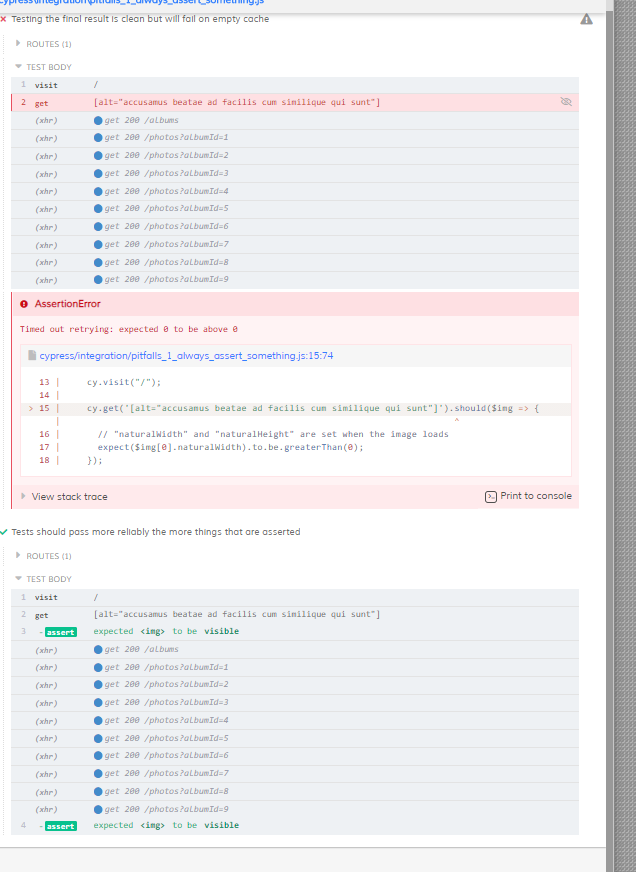 cypress\integration\pitfalls_1_always_assert_something.js
Testing the final result is clean but will fail on empty cache
ROUTES (1)
TEST BODY
1 visit /
2 get [alt="accusamus beatae ad facilis cum similique qui sunt"]
(xhr) get 200 /albums
(xhr) get 200 /photos?albumId=1
(xhr) get 200 /photos?albumId=2
(xhr) get 200 /photos?albumId=3
(xhr) get 200 /photos?albumId=4
(xhr) get 200 /photos?albumId=5
(xhr) get 200 /photos?albumId=6
(xhr) get 200 /photos?albumId=7
(xhr) get 200 /photos?albumId=8
(xhr) get 200 /photos?albumId=9
AssertionError
Timed out retrying: expected 0 to be above 0
cypress/integration/pitfalls_1_always_assert_something.js:15:74
13 | cy.visit("/");
14 |
> 15 | cy.get('[alt="accusamus beatae ad facilis cum similique qui sunt"]').should($img => {
| ^
16 | // "naturalWidth" and "naturalHeight" are set when the image loads
17 | expect($img[0].naturalWidth).to.be.greaterThan(0);
18 | });
View stack trace Print to console
Tests should pass more reliably the more things that are asserted
ROUTES (1)
TEST BODY
1 visit /
2 get [alt="accusamus beatae ad facilis cum similique qui sunt"]
3 -assert expected <img> to be visible
(xhr) get 200 /albums
(xhr) get 200 /photos?albumId=1
(xhr) get 200 /photos?albumId=2
(xhr) get 200 /photos?albumId=3
(xhr) get 200 /photos?albumId=4
(xhr) get 200 /photos?albumId=5
(xhr) get 200 /photos?albumId=6
(xhr) get 200 /photos?albumId=7
(xhr) get 200 /photos?albumId=8
(xhr) get 200 /photos?albumId=9
4 -assert expected <img> to be visible